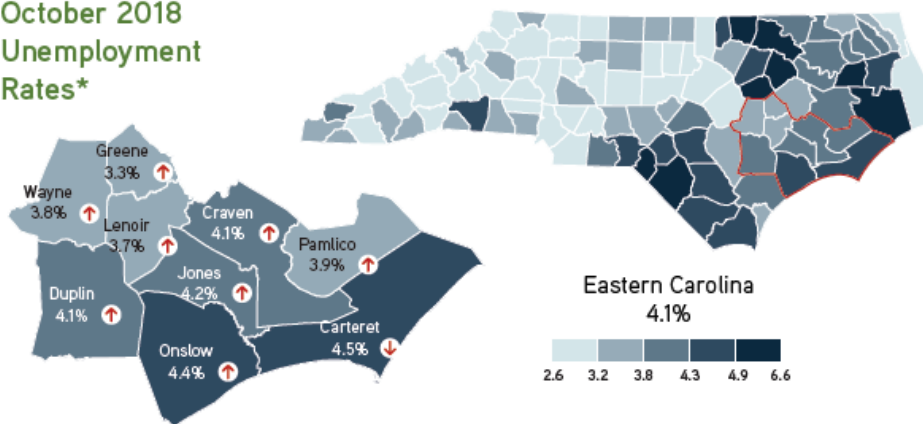 October 2018
Unemployment
Rates*
Greene
3.3%
Wayne
3.8%
Lenoir
3.7%
Craven
4.1%
Pamlico
3.9%
Jones
4.2%
Duplin
4.1%
Carteret
4.5%
Onslow
4.4%
Eastern Carolina
4.1%
2.6 3.2 3.8 4.3 4.9 6.6